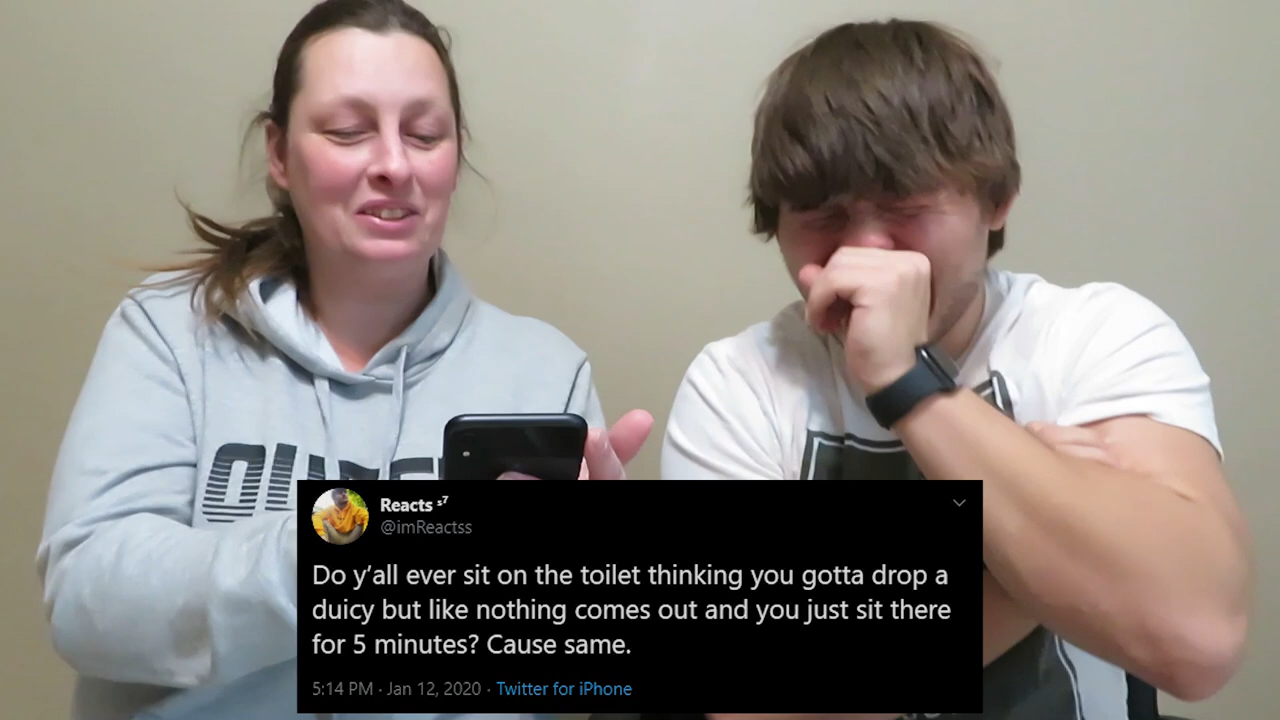 Reacts ˢ⁷
@imReactss
Do y’all ever sit on the toilet thinking you gotta drop a
duicy but like nothing comes out and you just sit there
for 5 minutes? Cause same.
5:14 PM · Jan 12, 2020 · Twitter for iPhone